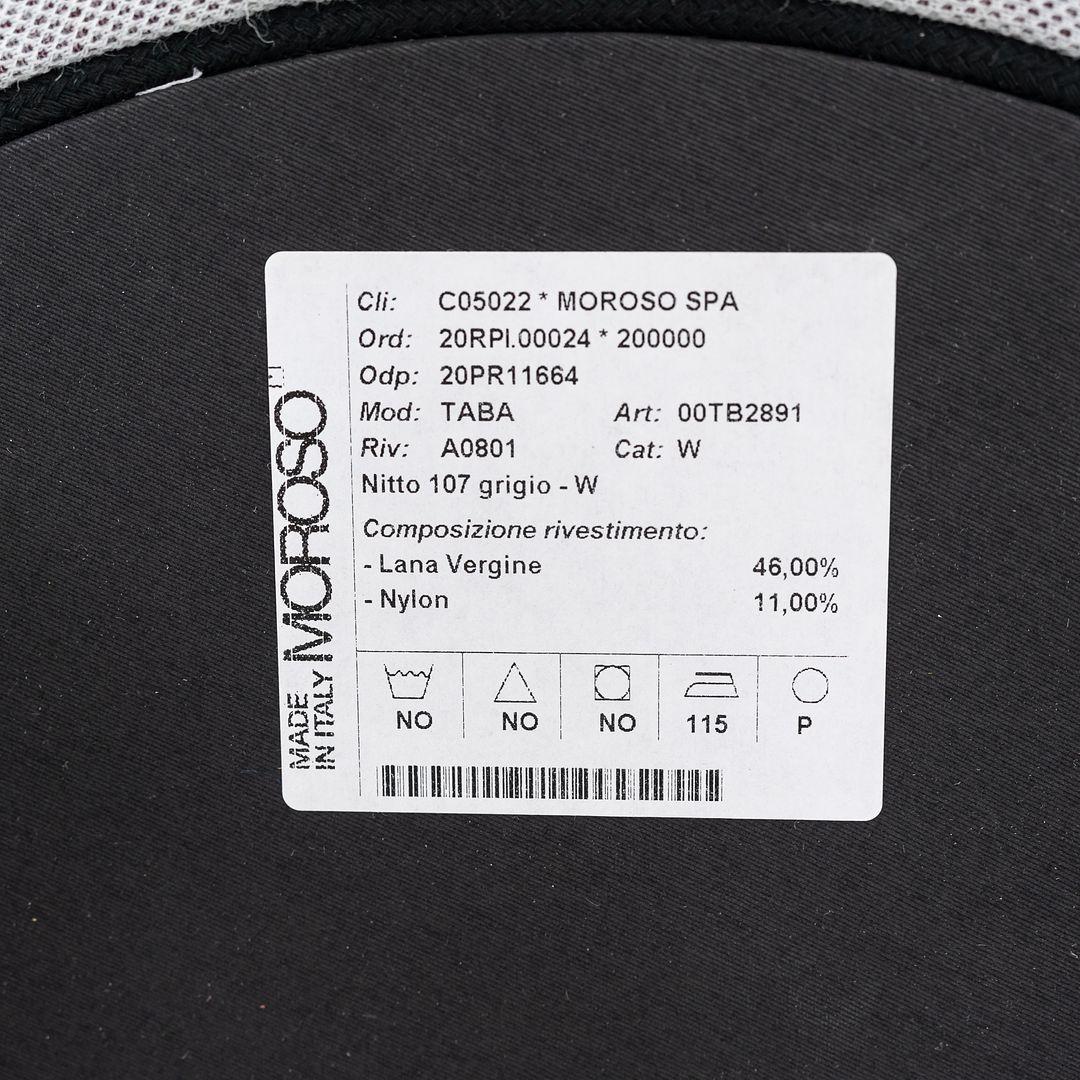 Cli: C05022 * MOROSO SPA
Ord: 20RPI.00024 * 200000
Odp: 20PR11664
Mod: TABA Art: 00TB2891
Riv: A0801 Cat: W
Nitto 107 grigio - W
Composizione rivestimento:
- Lana Vergine 46,00%
- Nylon 11,00%
NO NO NO 115 P
MADE
IN ITALY
MOROSO